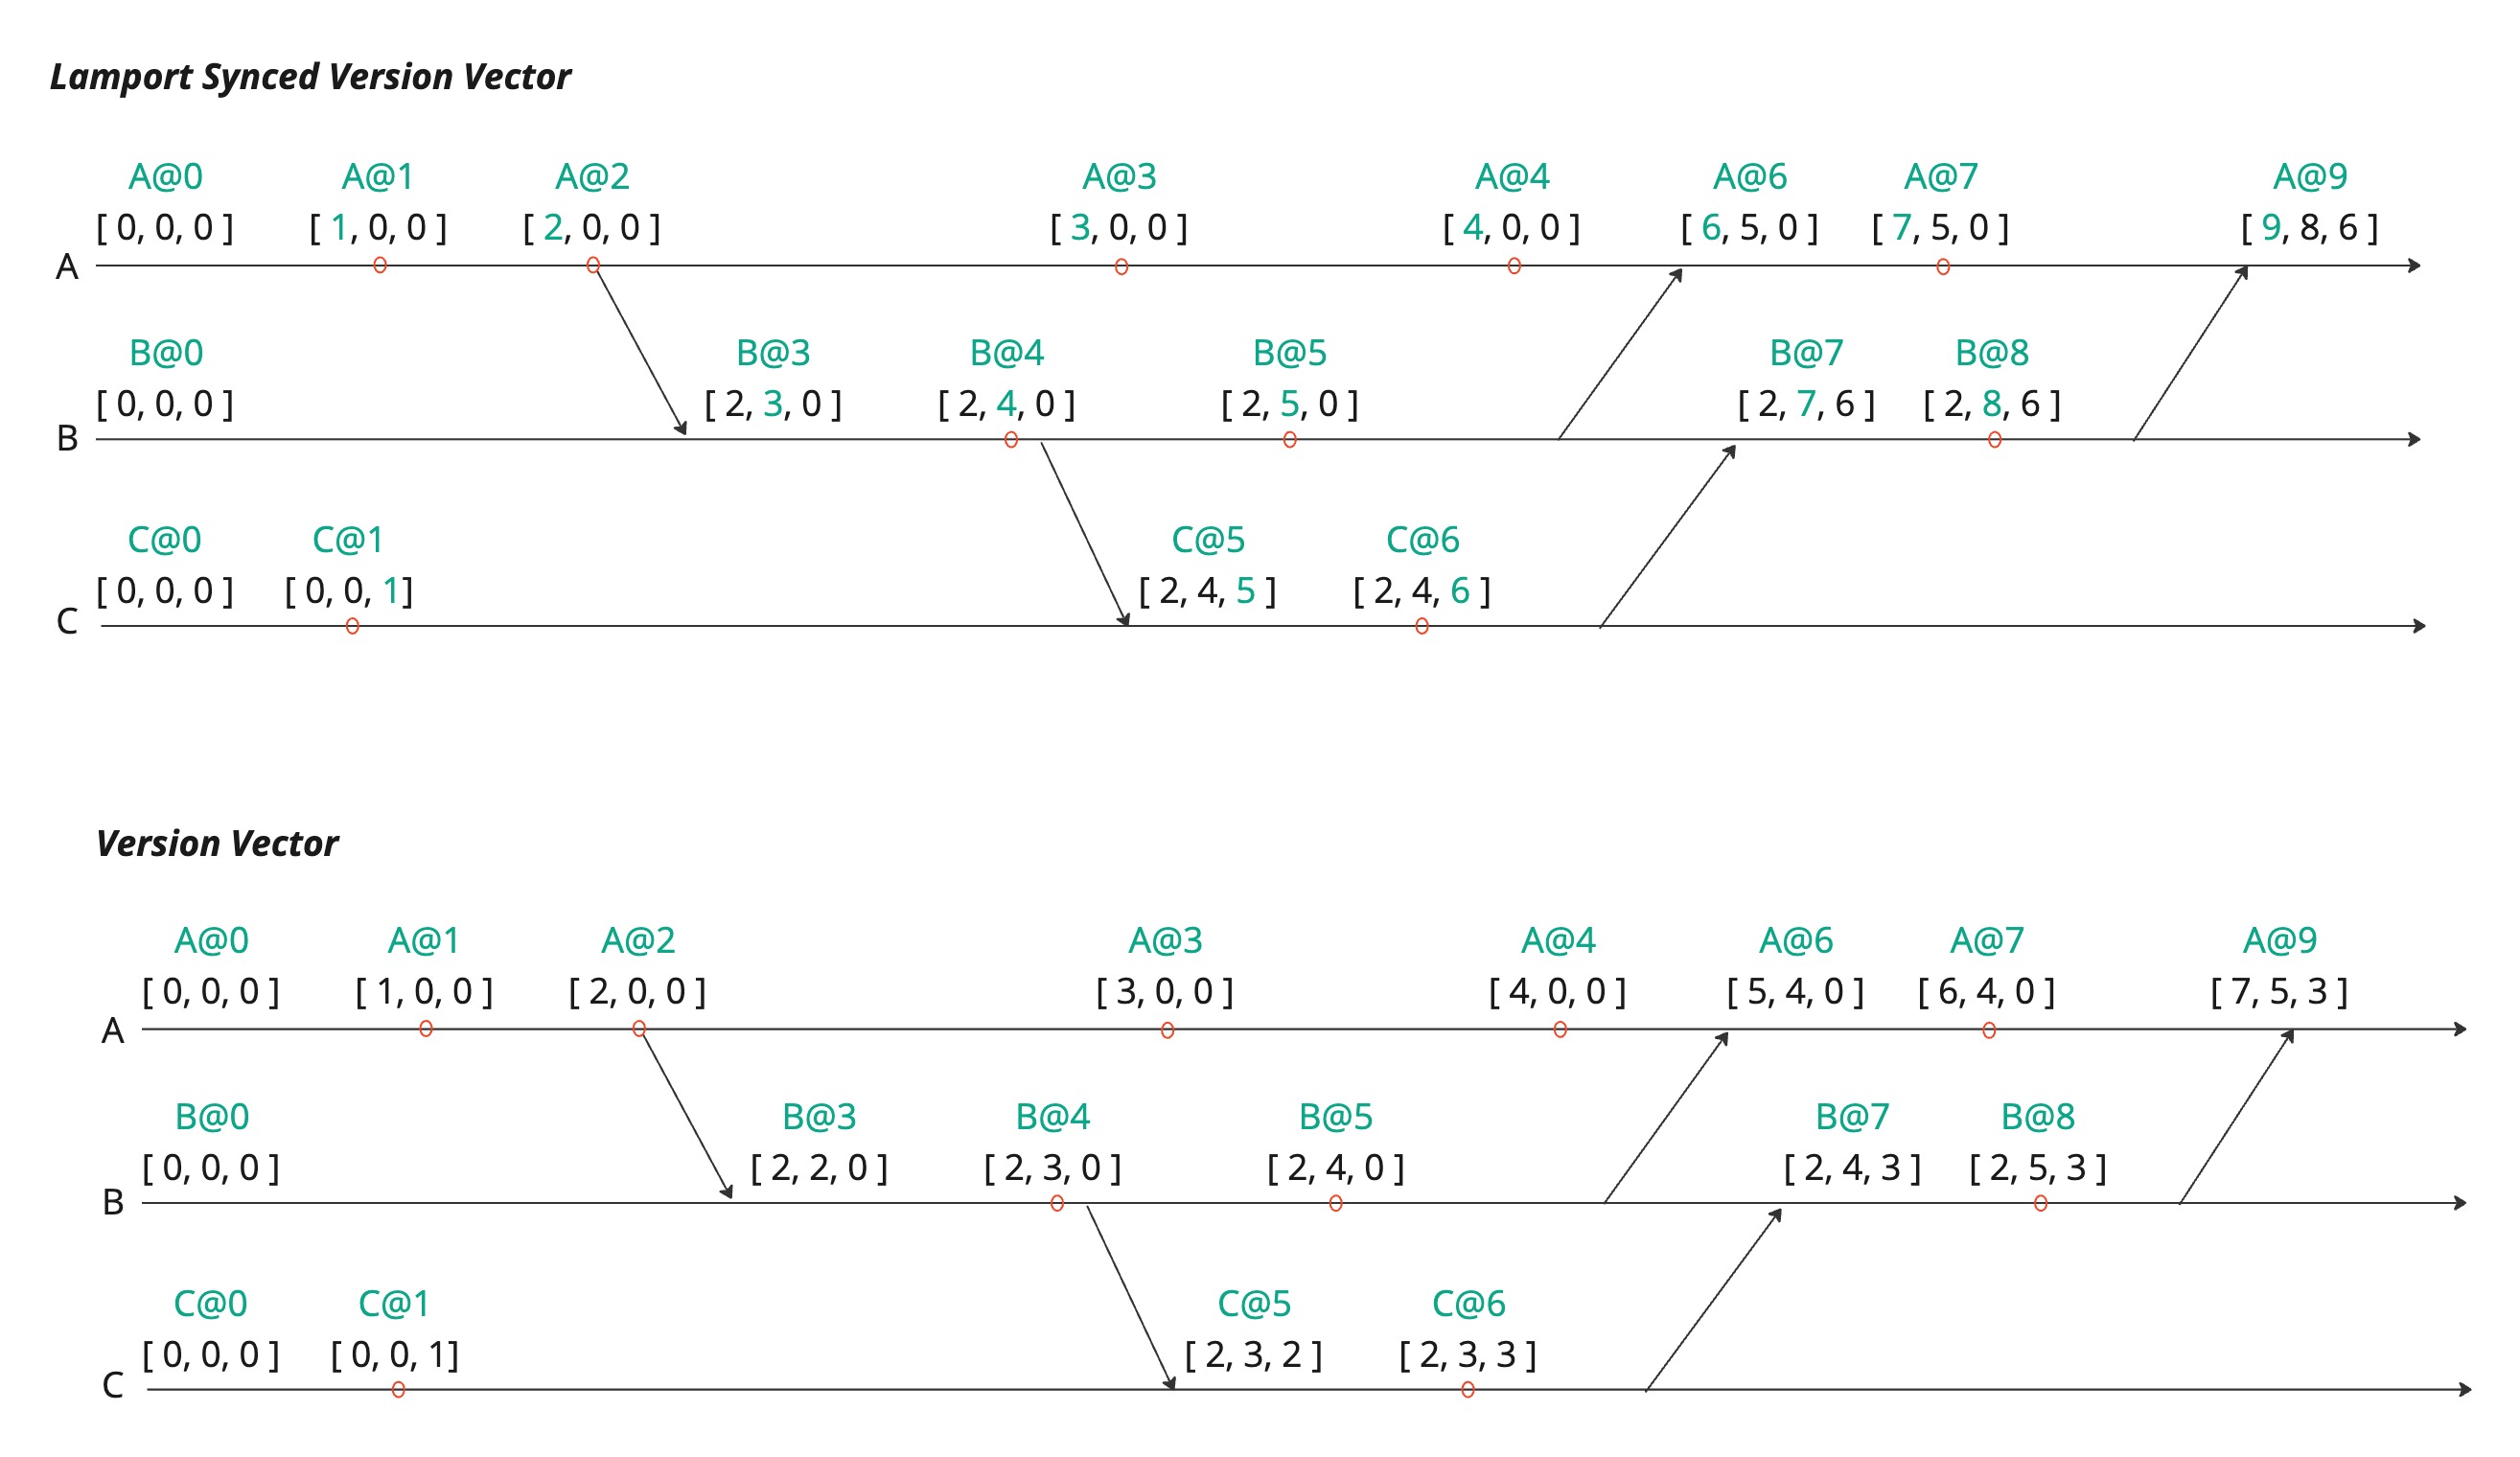 Lamport Synced Version Vector
A@0 A@1 A@2 A@3 A@4 A@6 A@7 A@9
[ 0, 0, 0 ] [ 1, 0, 0 ] [ 2, 0, 0 ] [ 3, 0, 0 ] [ 4, 0, 0 ] [ 6, 5, 0 ] [ 7, 5, 0 ] [ 9, 8, 6 ]
A
B@0 B@3 B@4 B@5 B@7 B@8
[ 0, 0, 0 ] [ 2, 3, 0 ] [ 2, 4, 0 ] [ 2, 5, 0 ] [ 2, 7, 6 ] [ 2, 8, 6 ]
B
C@0 C@1 C@5 C@6
[ 0, 0, 0 ] [ 0, 0, 1] [ 2, 4, 5 ] [ 2, 4, 6 ]
C
Version Vector
A@0 A@1 A@2 A@3 A@4 A@6 A@7 A@9
[ 0, 0, 0 ] [ 1, 0, 0 ] [ 2, 0, 0 ] [ 3, 0, 0 ] [ 4, 0, 0 ] [ 5, 4, 0 ] [ 6, 4, 0 ] [ 7, 5, 3 ]
A
B@0 B@3 B@4 B@5 B@7 B@8
[ 0, 0, 0 ] [ 2, 2, 0 ] [ 2, 3, 0 ] [ 2, 4, 0 ] [ 2, 4, 3 ] [ 2, 5, 3 ]
B
C@0 C@1 C@5 C@6
[ 0, 0, 0 ] [ 0, 0, 1] [ 2, 3, 2 ] [ 2, 3, 3 ]
C